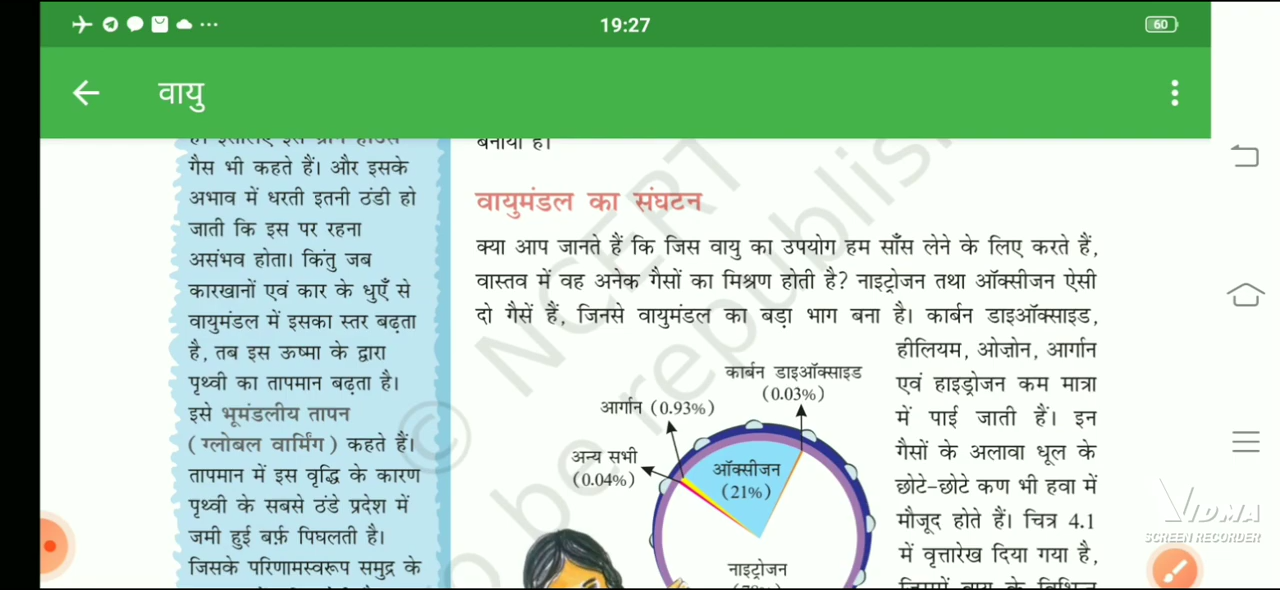 19:27
60
वायु
गैस भी कहते हैं। और इसके
अभाव में धरती इतनी ठंडी हो
जाती कि इस पर रहना
असंभव होता। किंतु जब
कारखानों एवं कार के धुएँ से
वायुमंडल में इसका स्तर बढ़ता
है, तब इस ऊष्मा के द्वारा
पृथ्वी का तापमान बढ़ता है।
इसे भूमंडलीय तापन
(ग्लोबल वार्मिंग) कहते हैं।
तापमान में इस वृद्धि के कारण
पृथ्वी के सबसे ठंडे प्रदेश में
जमी हुई बर्फ़ पिघलती है।
जिसके परिणामस्वरूप समुद्र के
बनाया है।
वायुमंडल का संघटन
क्या आप जानते हैं कि जिस वायु का उपयोग हम साँस लेने के लिए करते हैं,
वास्तव में वह अनेक गैसों का मिश्रण होती है? नाइट्रोजन तथा ऑक्सीजन ऐसी
दो गैसें हैं, जिनसे वायुमंडल का बड़ा भाग बना है। कार्बन डाइऑक्साइड,
हीलियम, ओज़ोन, आर्गान
एवं हाइड्रोजन कम मात्रा
में पाई जाती हैं। इन
गैसों के अलावा धूल के
छोटे-छोटे कण भी हवा में
मौजूद होते हैं। चित्र 4.1
में वृत्तारेख दिया गया है,
कार्बन डाइऑक्साइड
(0.03%)
आर्गान (0.93%)
अन्य सभी
(0.04%)
ऑक्सीजन
(21%)
नाइट्रोजन
© NCERT
be republis
VIDMA
SCREEN RECORDER